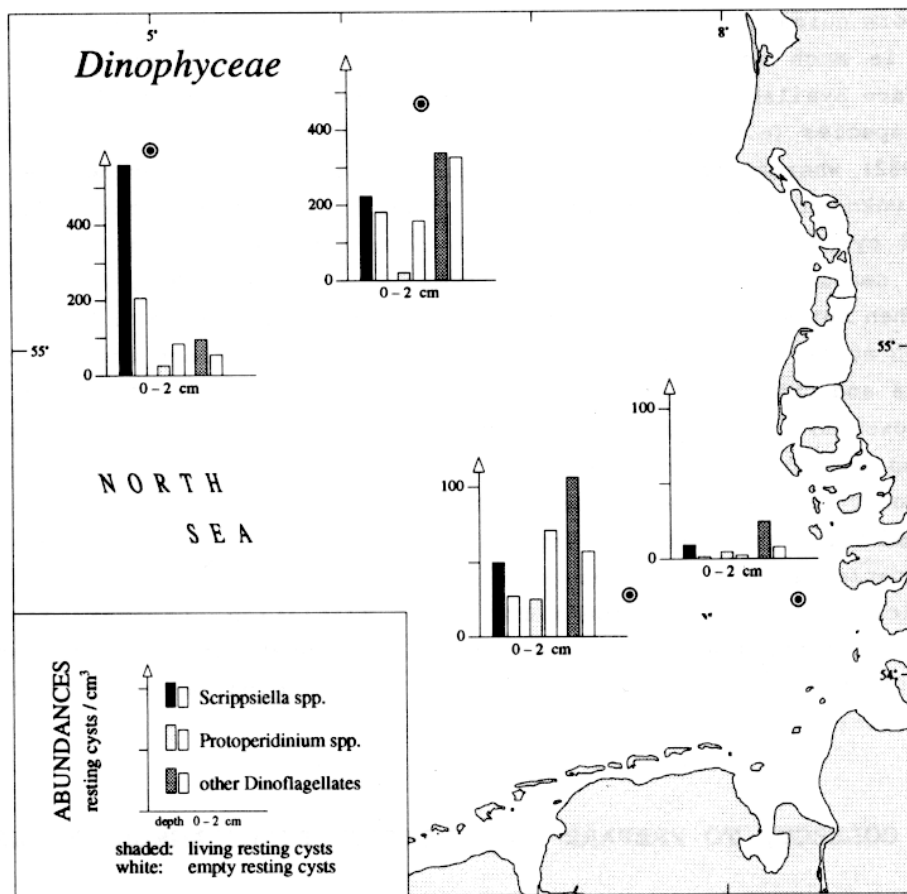 5°
8°
Dinophyceae
400
200
0
0 – 2 cm
400
200
0
0 – 2 cm
55°
55°
100
0
0 – 2 cm
NORTH
SEA
100
0
0 – 2 cm
54°
ABUNDANCES
resting cysts / cm³
Scrippsiella spp.
Protoperidinium spp.
other Dinoflagellates
depth 0 – 2 cm
shaded: living resting cysts
white: empty resting cysts